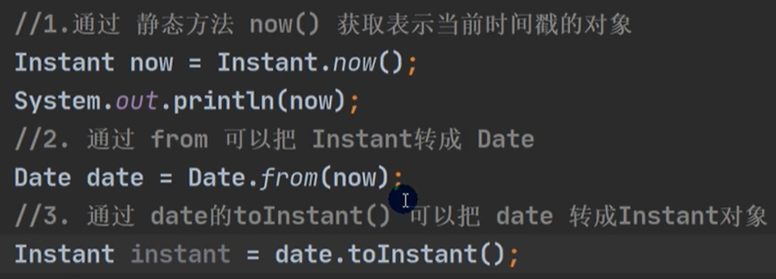 //1.通过 静态方法 now() 获取表示当前时间戳的对象
Instant now = Instant.now();
System.out.println(now);
//2. 通过 from 可以把 Instant转成 Date
Date date = Date.from(now);
//3. 通过 date的toInstant() 可以把 date 转成Instant对象
Instant instant = date.toInstant();